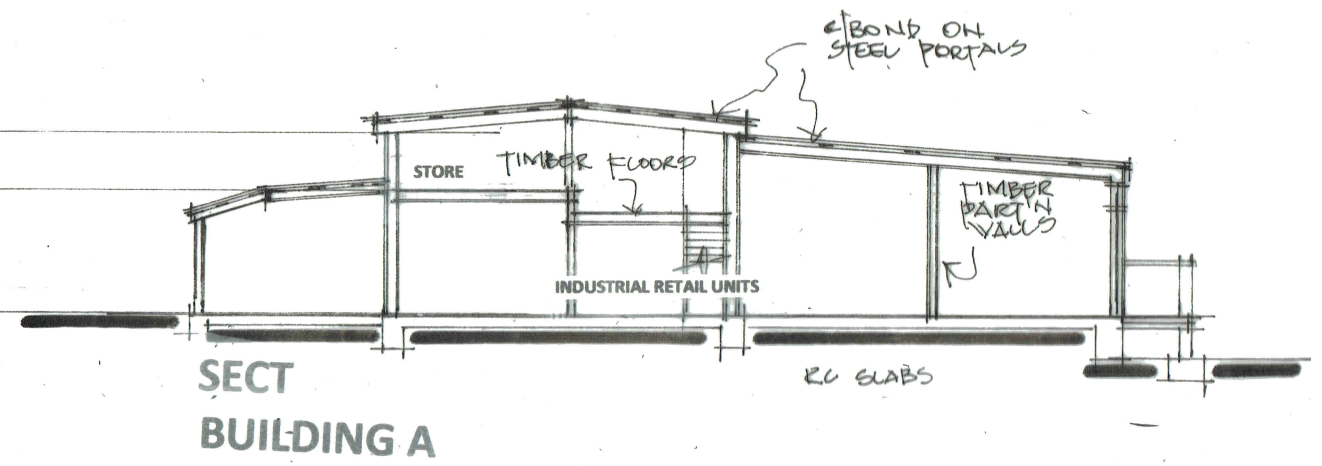 C/BOND ON
STEEL PORTALS
STORE
TIMBER FLOORS
TIMBER
PART'N
WALLS
INDUSTRIAL RETAIL UNITS
RC SLABS
SECT
BUILDING A